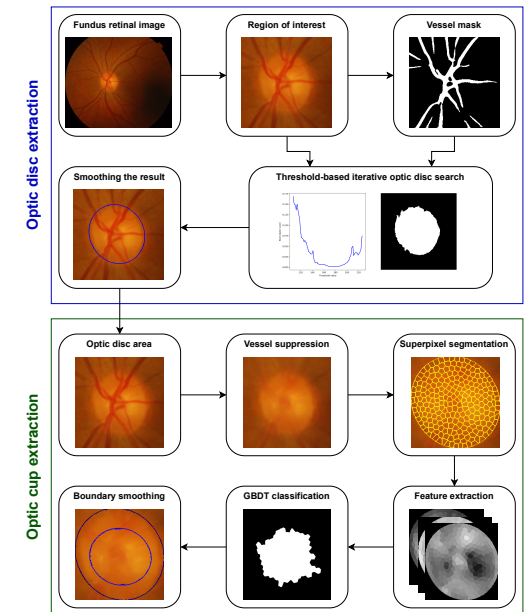 Optic disc extraction
Fundus retinal image
Region of interest
Vessel mask
Smoothing the result
Threshold-based iterative optic disc search
Optic cup extraction
Optic disc area
Vessel suppression
Superpixel segmentation
Boundary smoothing
GBDT classification
Feature extraction